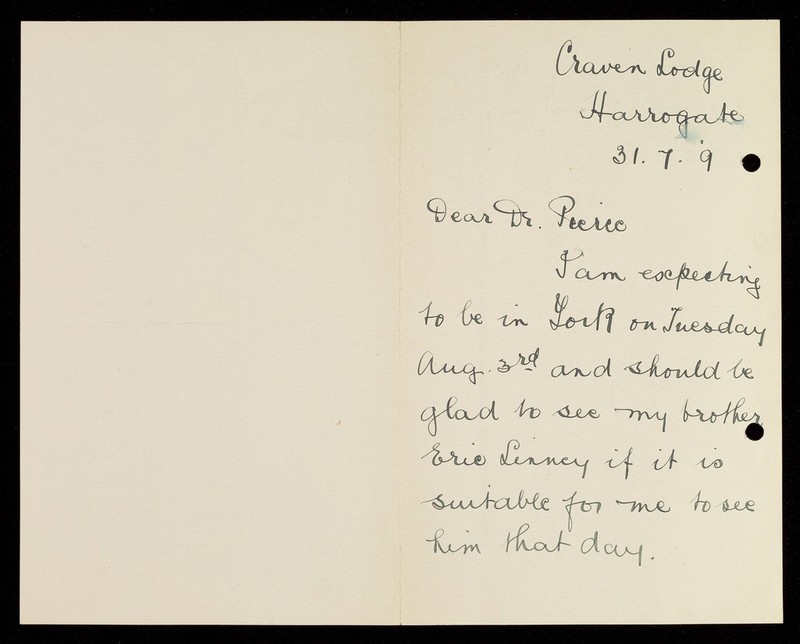 Craven Lodge
Harrogate
31. 7. '9
Dear Dr. Pierce
I am expecting
to be in York on Tuesday
Aug. 3rd and should be
glad to see my brother
Eric Linney if it is
suitable for me to see
him that day.